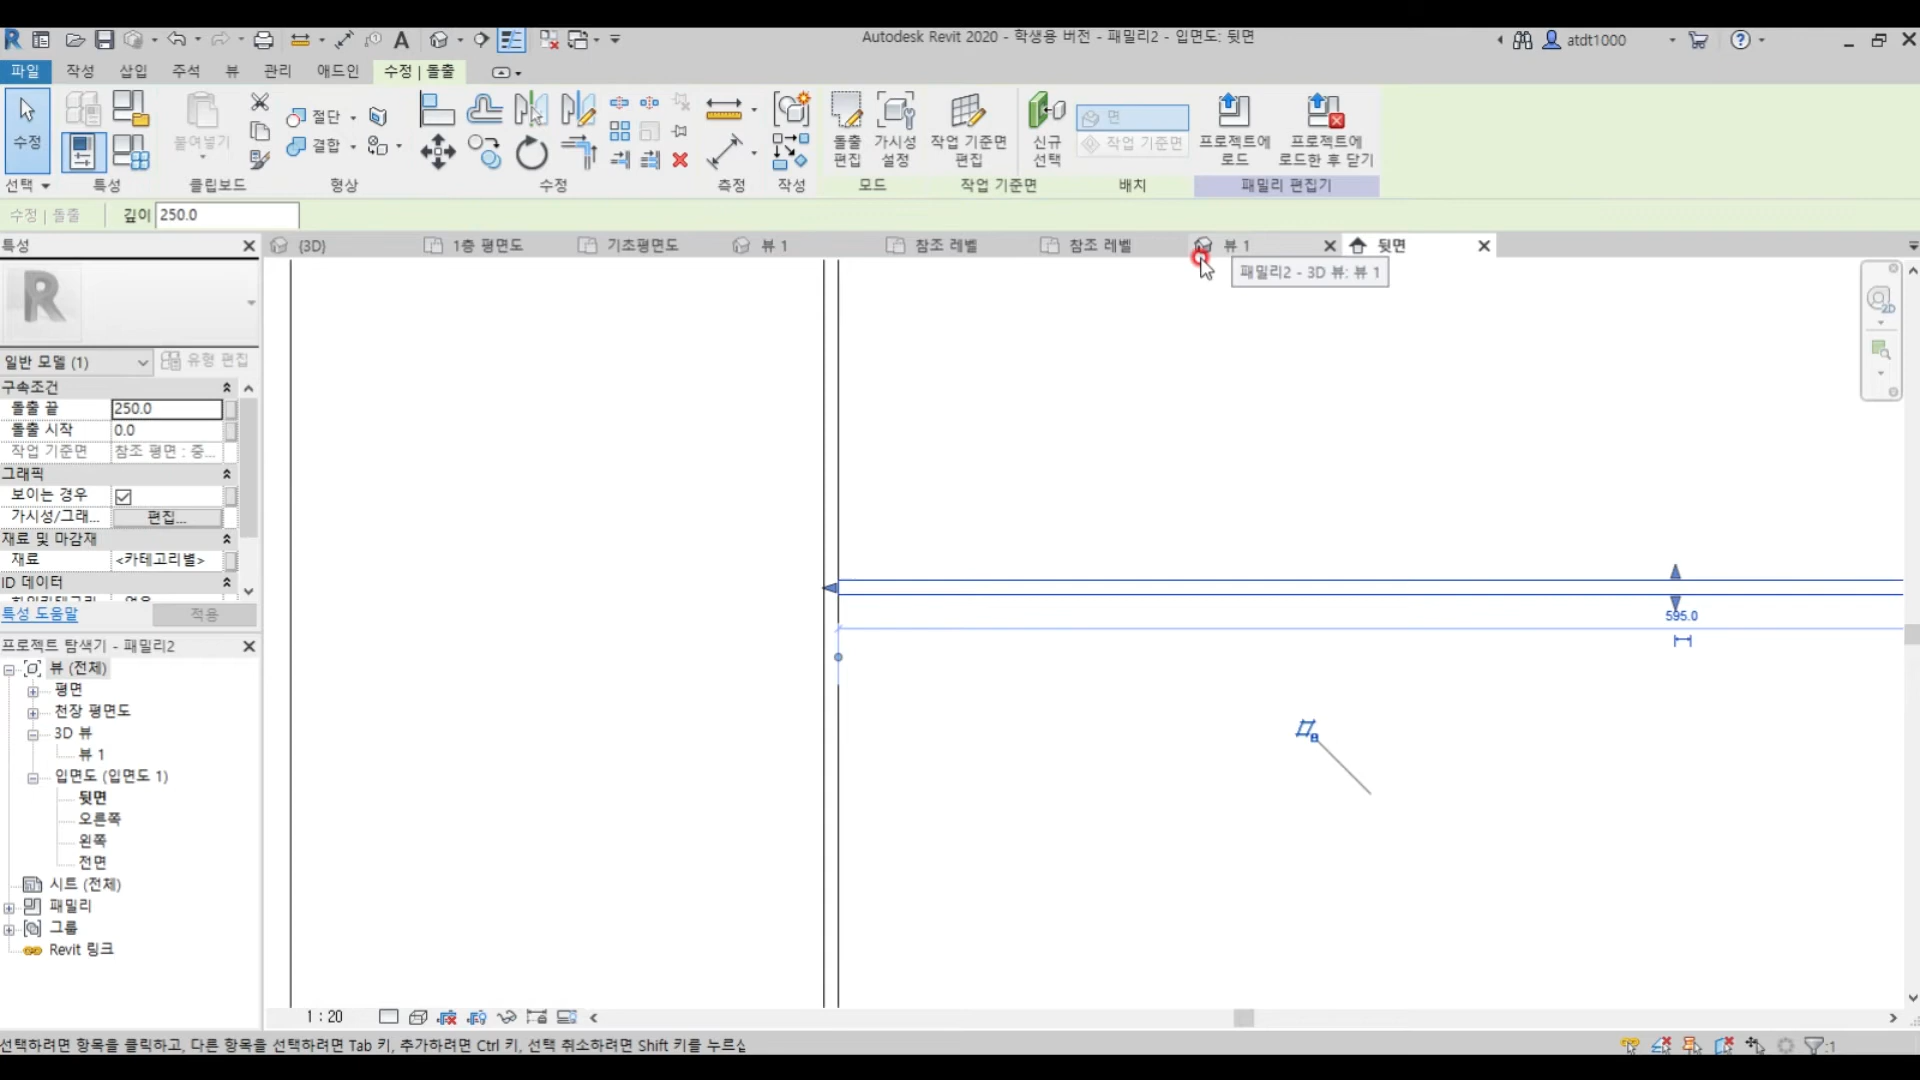 Autodesk Revit 2020 - 학생용 버전 - 패밀리2 - 입면도: 뒷면
atdt1000
파일 작성 삽입 주석 뷰 관리 애드인 수정 | 돌출
수정 붙여넣기 절단 결합
돌출 편집 가시성 설정 작업 기준면 편집 신규 선택 면 작업 기준면 프로젝트에 로드 프로젝트에 로드한 후 닫기
선택 특성 클립보드 형상 수정 측정 작성 모드 작업 기준면 배치 패밀리 편집기
수정 | 돌출 깊이 250.0
특성
{3D} 1층 평면도 기초평면도 뷰 1 참조 레벨 참조 레벨 뷰 1 뒷면
패밀리2 - 3D 뷰: 뷰 1
2D
일반 모델 (1) 유형 편집
구속조건
돌출 끝 250.0
돌출 시작 0.0
작업 기준면 참조 평면 : 중...
그래픽
보이는 경우
가시성/그래... 편집...
재료 및 마감재
재료 <카테고리별>
ID 데이터
특성 도움말 적용
595.0
프로젝트 탐색기 - 패밀리2
뷰 (전체)
평면
천장 평면도
3D 뷰
뷰 1
입면도 (입면도 1)
뒷면
오른쪽
왼쪽
전면
시트 (전체)
패밀리
그룹
Revit 링크
1 : 20
선택하려면 항목을 클릭하고, 다른 항목을 선택하려면 Tab 키, 추가하려면 Ctrl 키, 선택 취소하려면 Shift 키를 누르십
:1